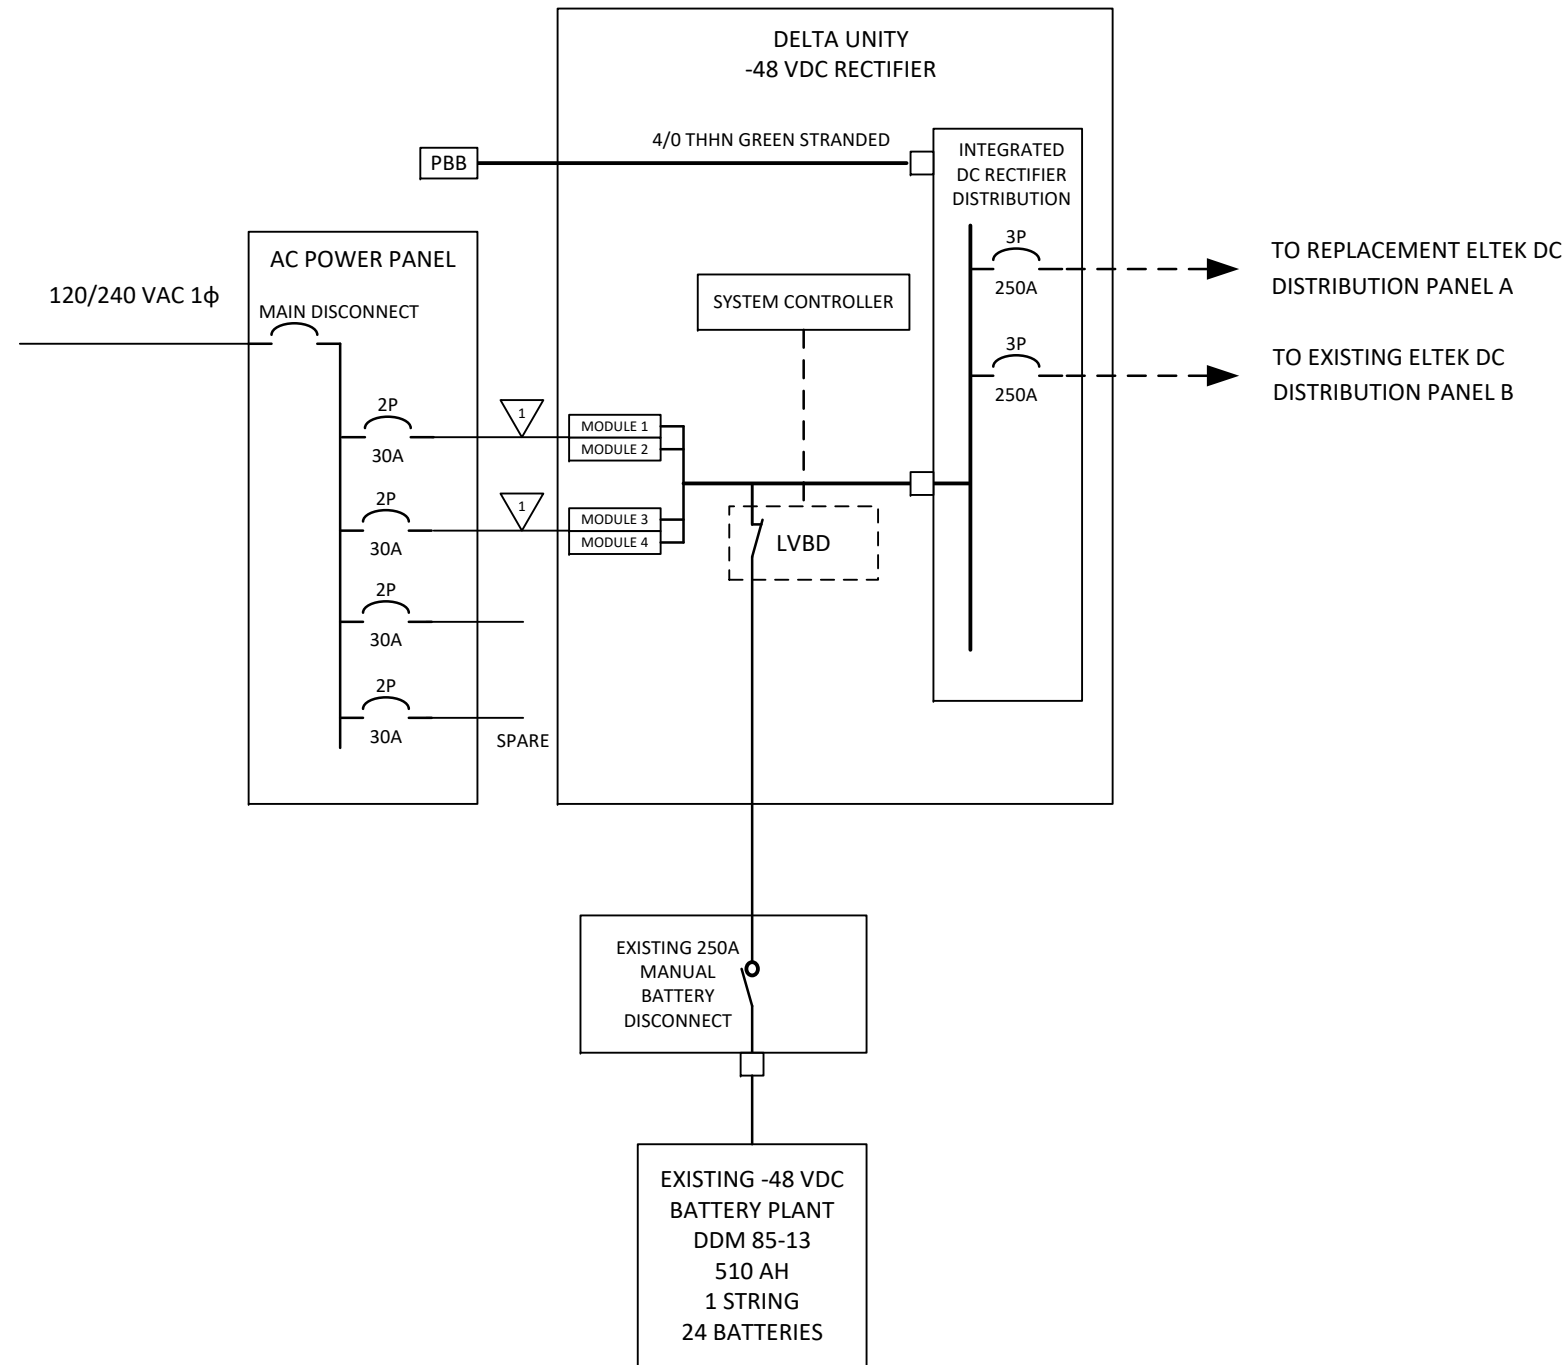 DELTA UNITY
-48 VDC RECTIFIER
4/0 THHN GREEN STRANDED
PBB
INTEGRATED
DC RECTIFIER
DISTRIBUTION
3P
250A
TO REPLACEMENT ELTEK DC
DISTRIBUTION PANEL A
3P
250A
TO EXISTING ELTEK DC
DISTRIBUTION PANEL B
AC POWER PANEL
120/240 VAC 1ϕ
MAIN DISCONNECT
SYSTEM CONTROLLER
2P
30A
1
MODULE 1
MODULE 2
2P
30A
1
MODULE 3
MODULE 4
LVBD
2P
30A
2P
30A
SPARE
EXISTING 250A
MANUAL
BATTERY
DISCONNECT
EXISTING -48 VDC
BATTERY PLANT
DDM 85-13
510 AH
1 STRING
24 BATTERIES